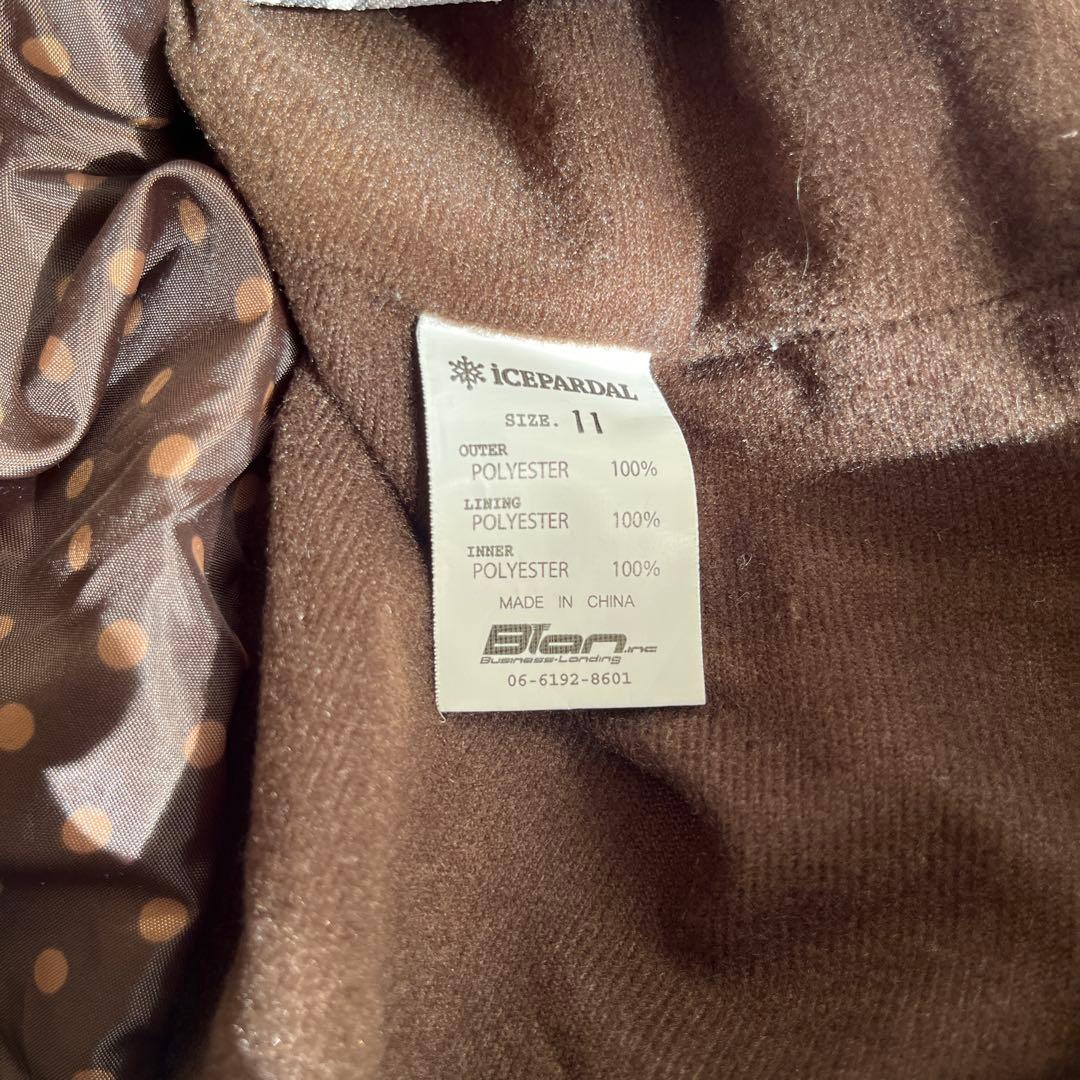 iCEPARDAL
SIZE. 11
OUTER
POLYESTER 100%
LINING
POLYESTER 100%
INNER
POLYESTER 100%
MADE IN CHINA
BTan.inc
Business-Landing
06-6192-8601